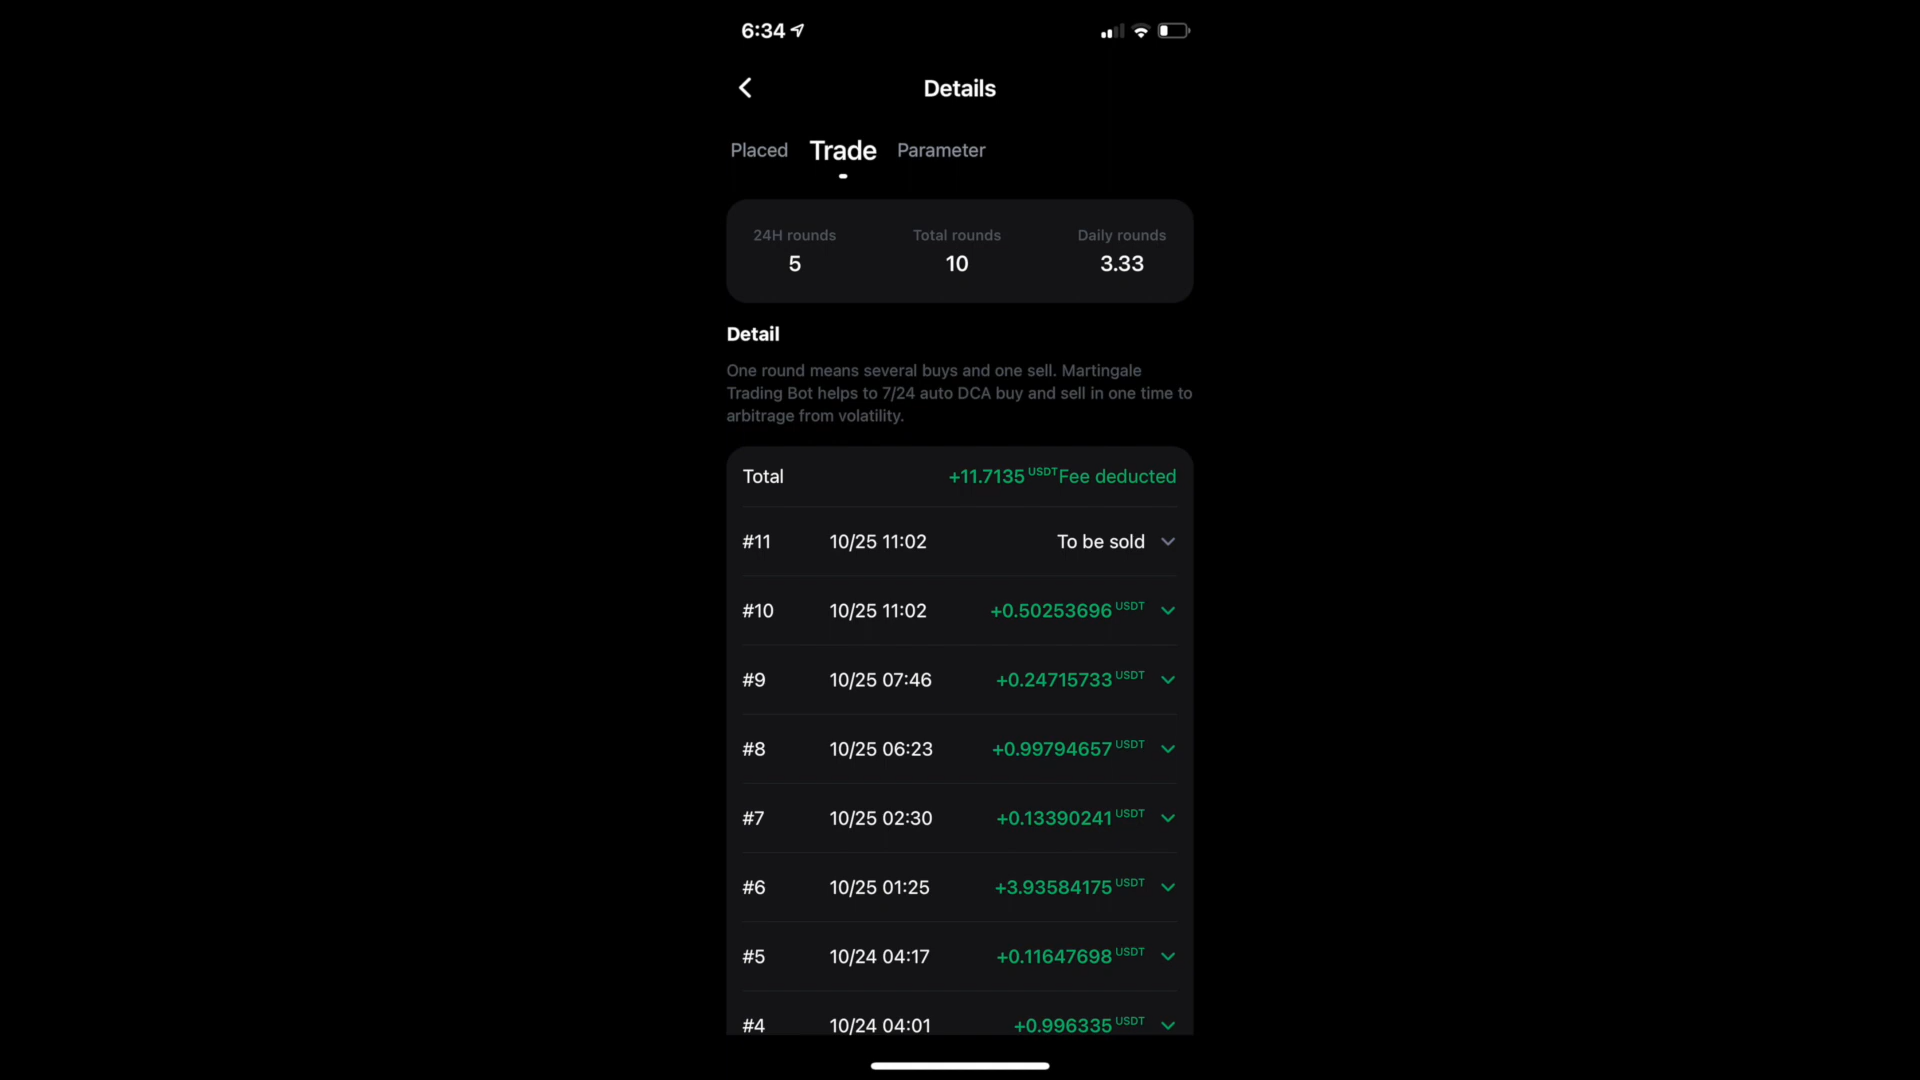 6:34
Details
Placed Trade Parameter
24H rounds Total rounds Daily rounds
5 10 3.33
Detail
One round means several buys and one sell. Martingale
Trading Bot helps to 7/24 auto DCA buy and sell in one time to
arbitrage from volatility.
Total +11.7135 USDT Fee deducted
#11 10/25 11:02 To be sold
#10 10/25 11:02 +0.50253696 USDT
#9 10/25 07:46 +0.24715733 USDT
#8 10/25 06:23 +0.99794657 USDT
#7 10/25 02:30 +0.13390241 USDT
#6 10/25 01:25 +3.93584175 USDT
#5 10/24 04:17 +0.11647698 USDT
#4 10/24 04:01 +0.996335 USDT